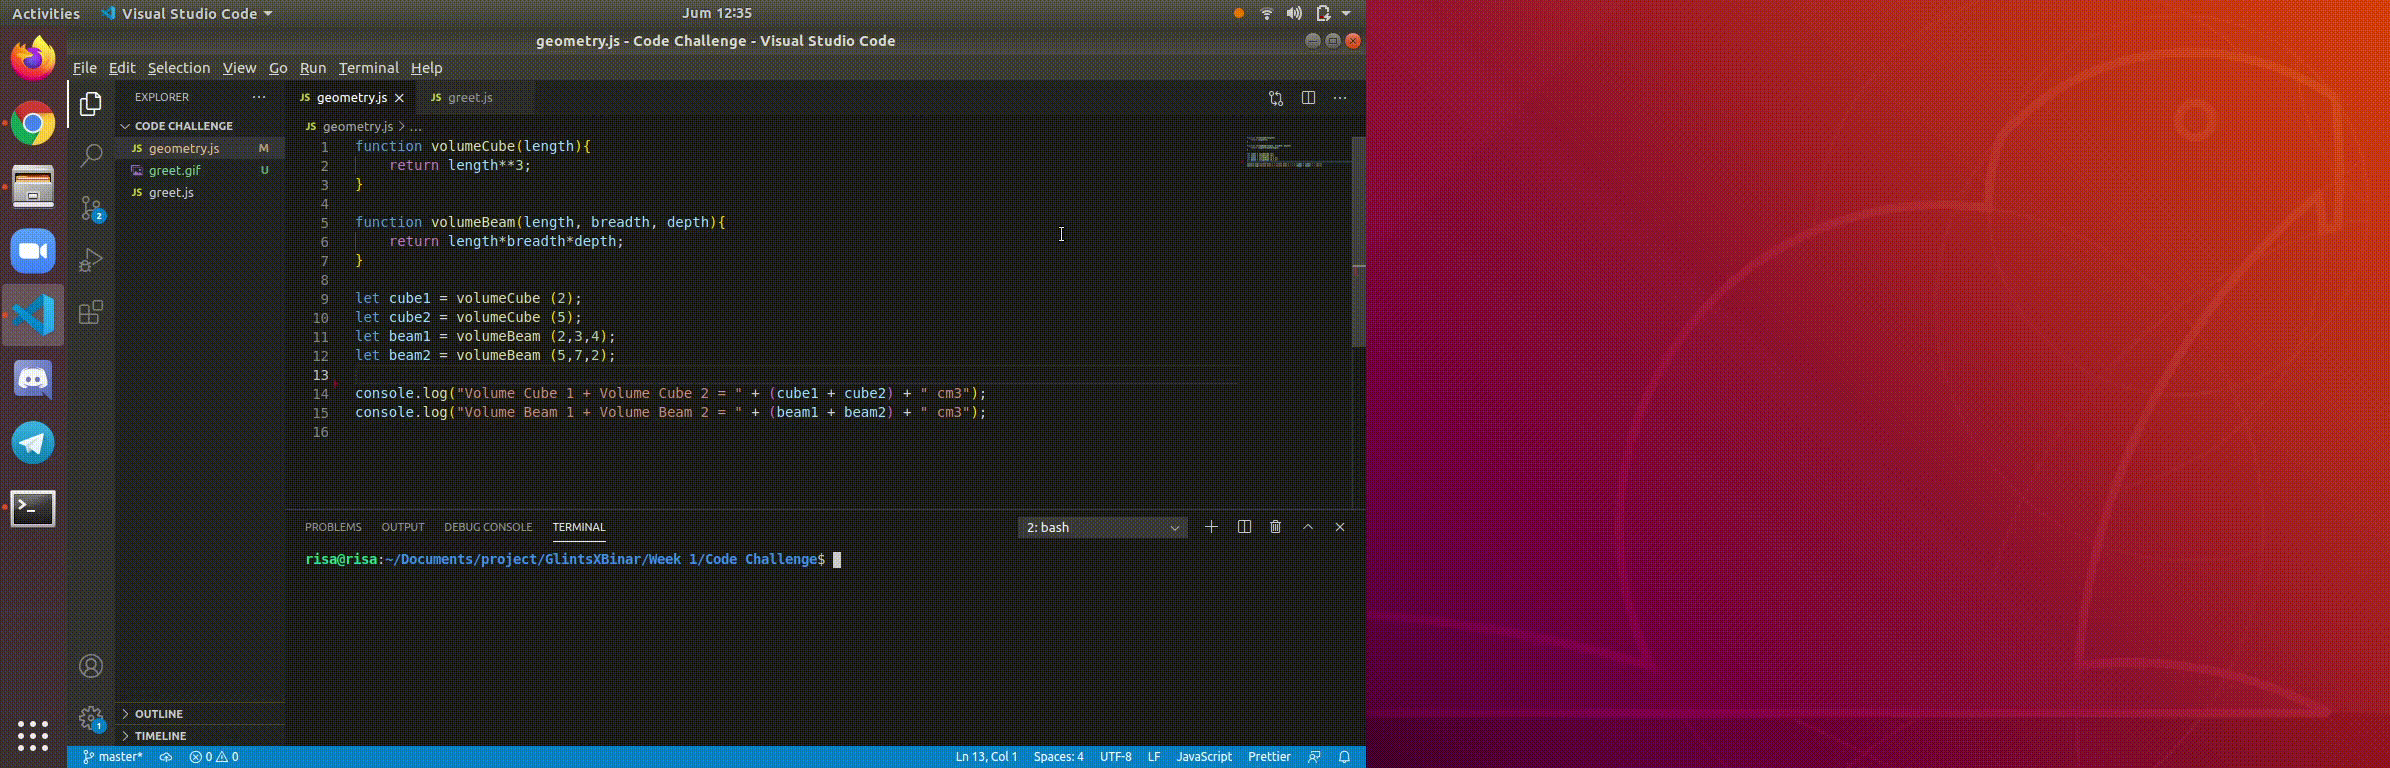 Activities Visual Studio Code Jum 12:35
geometry.js - Code Challenge - Visual Studio Code
File Edit Selection View Go Run Terminal Help
EXPLORER
CODE CHALLENGE
JS geometry.js M
greet.gif U
JS greet.js
OUTLINE
TIMELINE
JS geometry.js JS greet.js
JS geometry.js > ...
1 function volumeCube(length){
2 return length**3;
3 }
4
5 function volumeBeam(length, breadth, depth){
6 return length*breadth*depth;
7 }
8
9 let cube1 = volumeCube (2);
10 let cube2 = volumeCube (5);
11 let beam1 = volumeBeam (2,3,4);
12 let beam2 = volumeBeam (5,7,2);
13
14 console.log("Volume Cube 1 + Volume Cube 2 = " + (cube1 + cube2) + " cm3");
15 console.log("Volume Beam 1 + Volume Beam 2 = " + (beam1 + beam2) + " cm3");
16
PROBLEMS OUTPUT DEBUG CONSOLE TERMINAL 2: bash
risa@risa:~/Documents/project/GlintsXBinar/Week 1/Code Challenge$
2
1
master* 0 0 Ln 13, Col 1 Spaces: 4 UTF-8 LF JavaScript Prettier